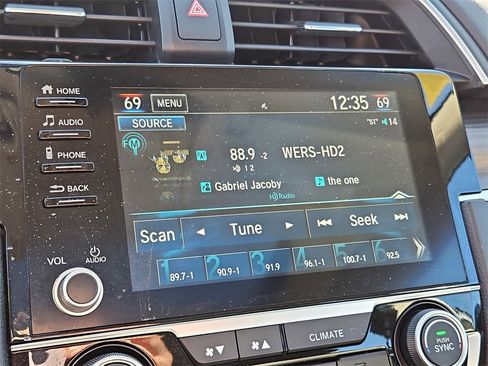 HOME
AUDIO
PHONE
BACK
VOL AUDIO
69 MENU 12:35 69
SOURCE
14
FM
88.9 -2 WERS-HD2
HD 1 2
Gabriel Jacoby the one
HD Radio
Scan Tune Seek
1 2 3 4 5 6
89.7-1 90.9-1 91.9 96.1-1 100.7-1 92.5
CLIMATE
PUSH
SYNC